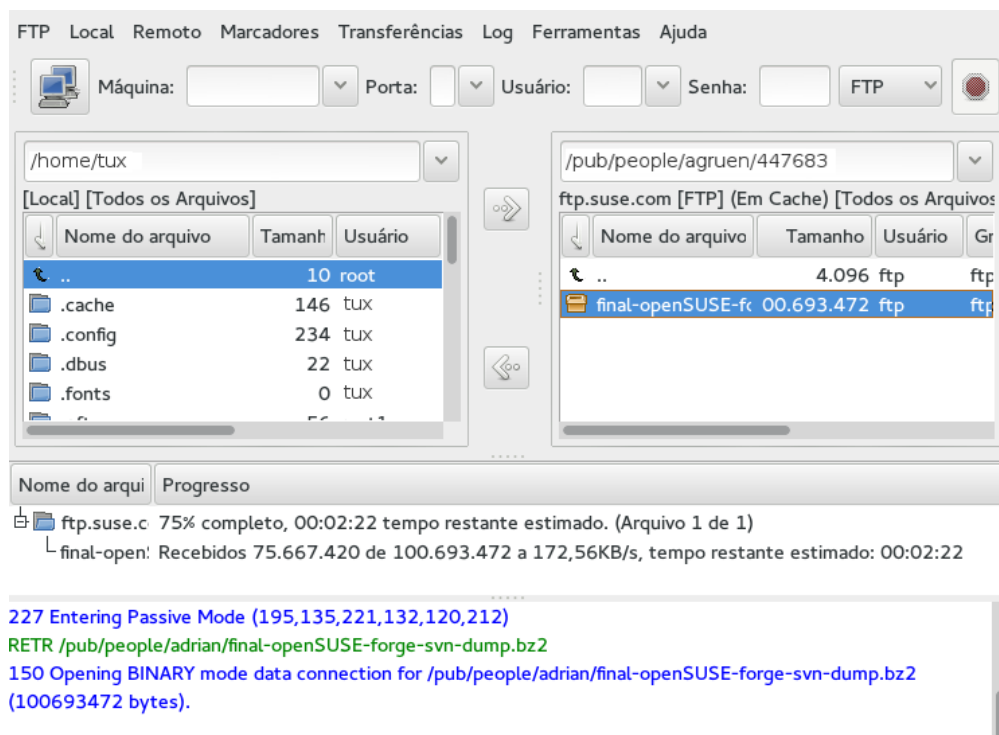 FTP Local Remoto Marcadores Transferências Log Ferramentas Ajuda
Máquina: Porta: Usuário: Senha: FTP
/home/tux
[Local] [Todos os Arquivos]
Nome do arquivo Tamanh Usuário
.. 10 root
.cache 146 tux
.config 234 tux
.dbus 22 tux
.fonts 0 tux
/pub/people/agruen/447683
ftp.suse.com [FTP] (Em Cache) [Todos os Arquivos
Nome do arquivo Tamanho Usuário Gr
.. 4.096 ftp ftp
final-openSUSE-fo 00.693.472 ftp ftp
Nome do arqui Progresso
ftp.suse.c 75% completo, 00:02:22 tempo restante estimado. (Arquivo 1 de 1)
final-open! Recebidos 75.667.420 de 100.693.472 a 172,56KB/s, tempo restante estimado: 00:02:22
227 Entering Passive Mode (195,135,221,132,120,212)
RETR /pub/people/adrian/final-openSUSE-forge-svn-dump.bz2
150 Opening BINARY mode data connection for /pub/people/adrian/final-openSUSE-forge-svn-dump.bz2
(100693472 bytes).